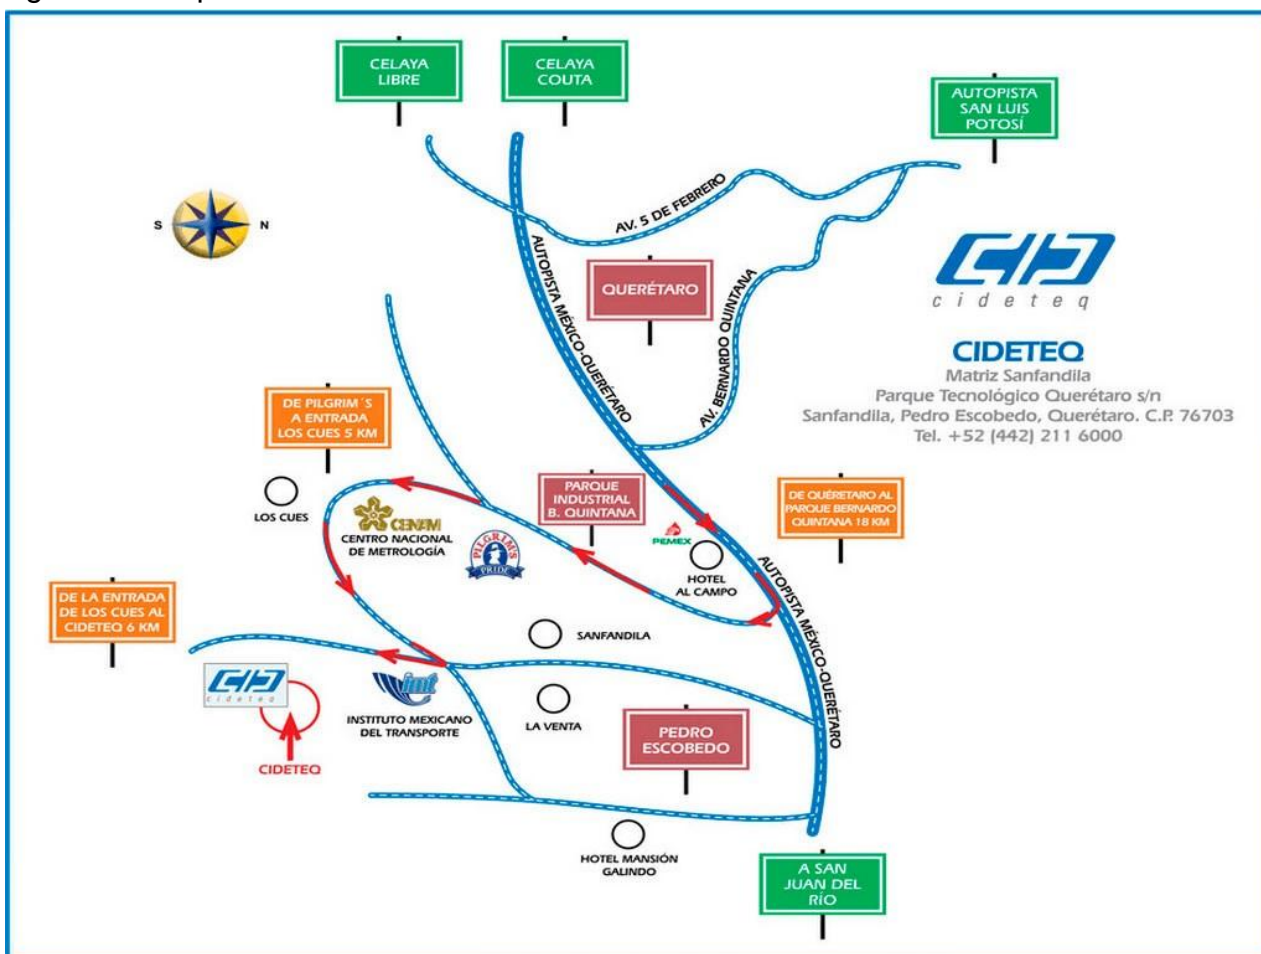 CELAYA
LIBRE
CELAYA
COUTA
AUTOPISTA
SAN LUIS
POTOSÍ
S
N
AV. 5 DE FEBRERO
AUTOPISTA MÉXICO-QUERÉTARO
QUERÉTARO
AV. BERNARDO QUINTANA
cideteq
CIDETEQ
Matriz Sanfandila
Parque Tecnológico Querétaro s/n
Sanfandila, Pedro Escobedo, Querétaro. C.P. 76703
Tel. +52 (442) 211 6000
DE PILGRIM´S
A ENTRADA
LOS CUES 5 KM
LOS CUES
CENAM
CENTRO NACIONAL
DE METROLOGÍA
PILGRIM'S
PRIDE
PARQUE
INDUSTRIAL
B. QUINTANA
PEMEX
HOTEL
AL CAMPO
DE QUÉRETARO AL
PARQUE BERNARDO
QUINTANA 18 KM
AUTOPISTA MÉXICO-QUERÉTARO
DE LA ENTRADA
DE LOS CUES AL
CIDETEQ 6 KM
SANFANDILA
cideteq
CIDETEQ
imt
INSTITUTO MEXICANO
DEL TRANSPORTE
LA VENTA
PEDRO
ESCOBEDO
HOTEL MANSIÓN
GALINDO
A SAN
JUAN DEL
RÍO